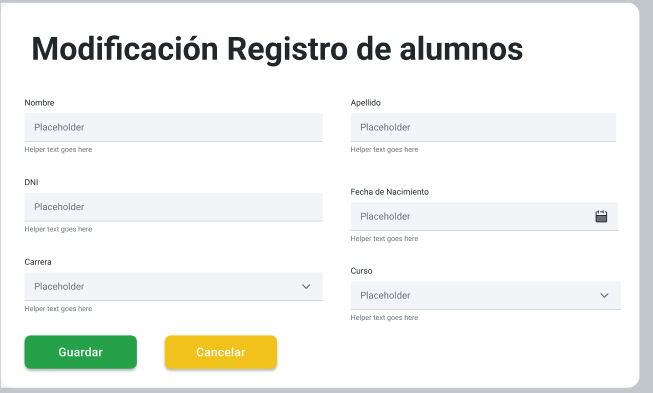 Modificación Registro de alumnos
Nombre
Placeholder
Helper text goes here
Apellido
Placeholder
Helper text goes here
DNI
Placeholder
Helper text goes here
Fecha de Nacimiento
Placeholder
Helper text goes here
Carrera
Placeholder
Helper text goes here
Curso
Placeholder
Helper text goes here
Guardar
Cancelar